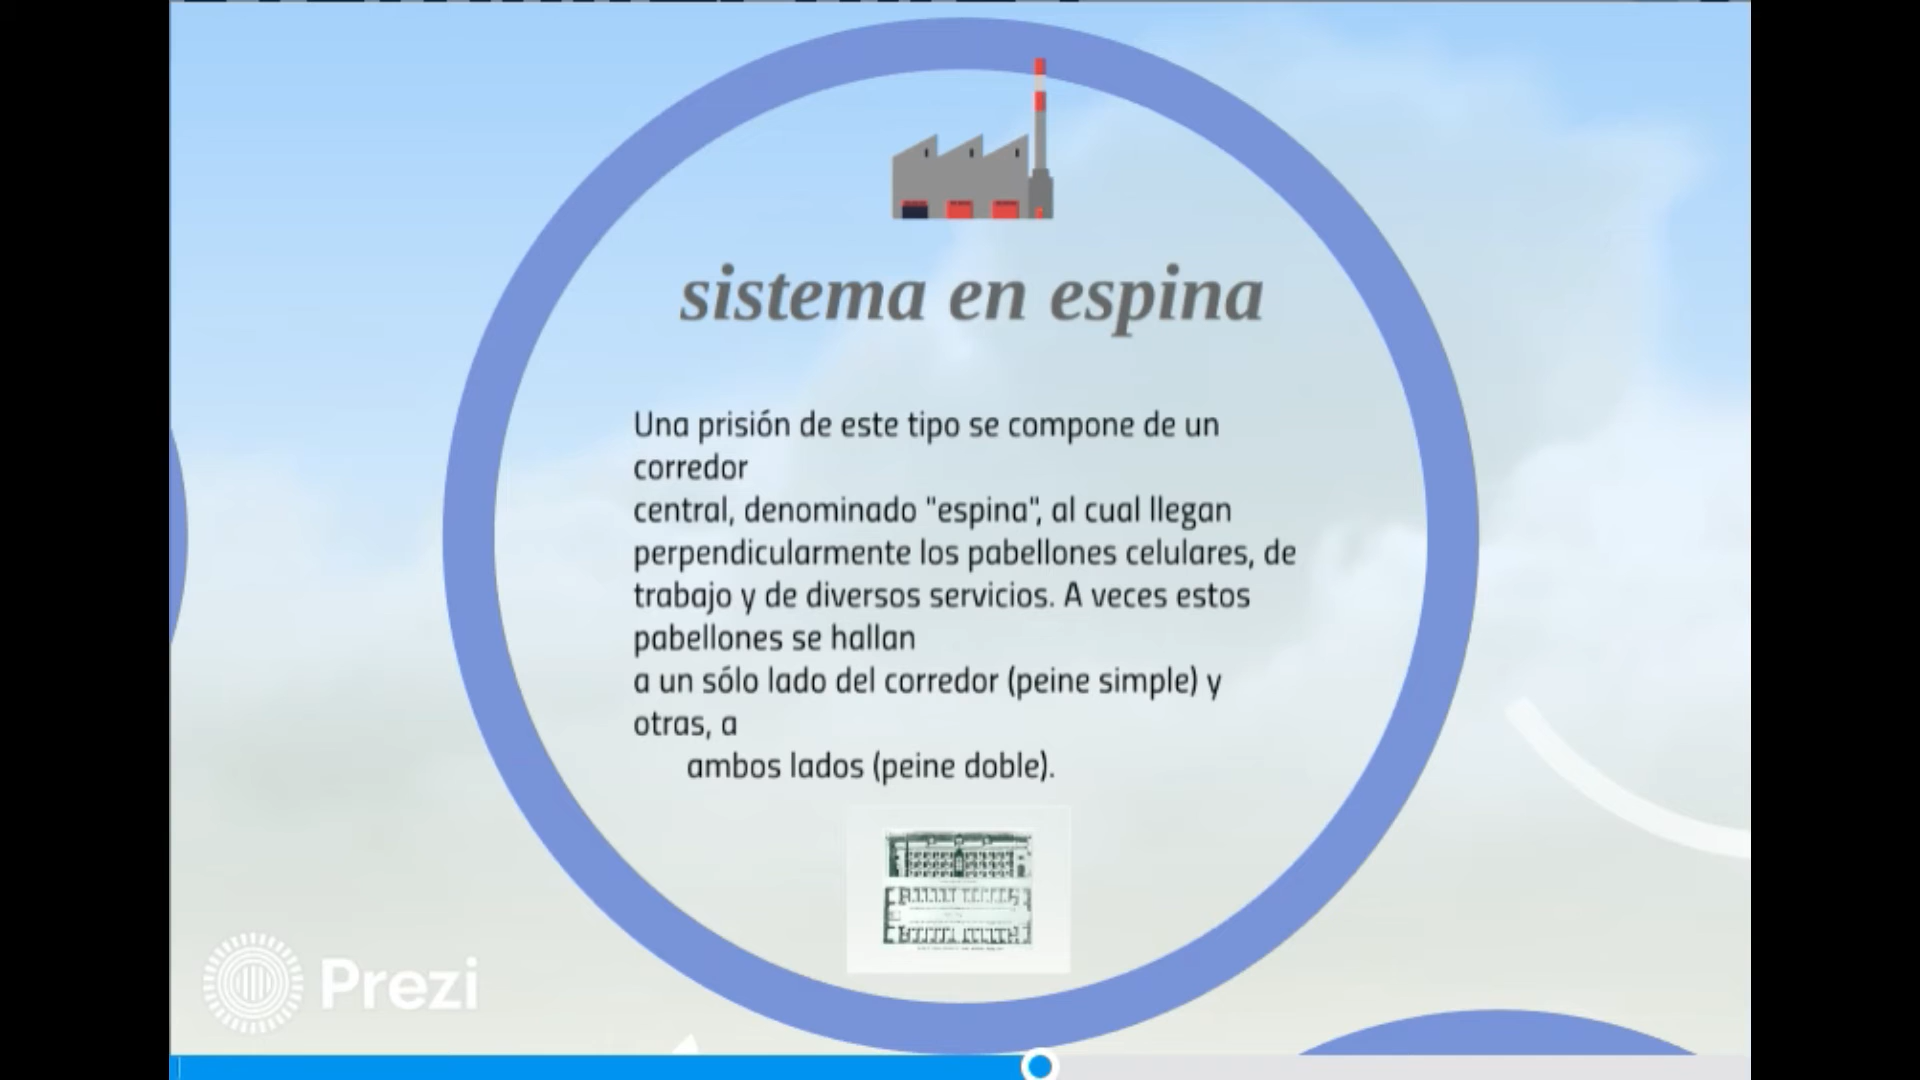 sistema en espina
Una prisión de este tipo se compone de un
corredor
central, denominado "espina", al cual llegan
perpendicularmente los pabellones celulares, de
trabajo y de diversos servicios. A veces estos
pabellones se hallan
a un sólo lado del corredor (peine simple) y
otras, a
ambos lados (peine doble).
Prezi